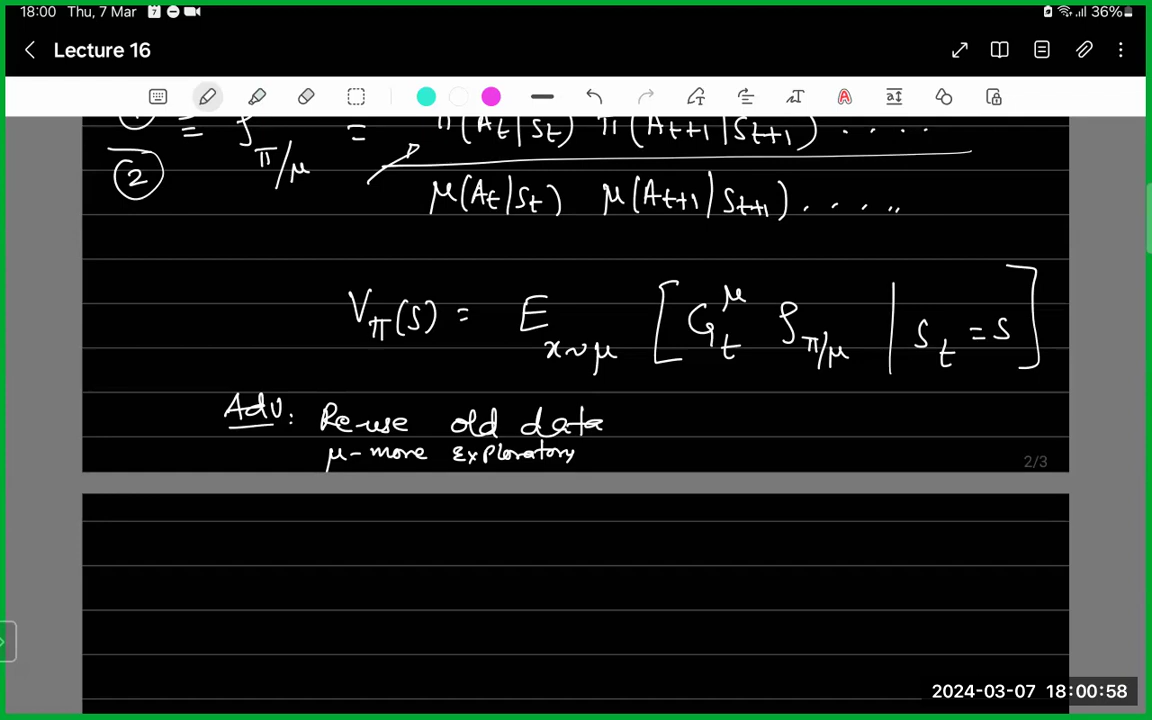 18:00 Thu, 7 Mar 7 36%
Lecture 16
① = ρ_π/μ = π(A_t|S_t) π(A_t+1|S_t+1) . . . .
② μ(A_t|S_t) μ(A_t+1|S_t+1) . . . . .
V_π(S) = E_x~μ [ G_t^μ ρ_π/μ | S_t = S ]
Adv: Re-use old data
μ- more exploratory
2/3
2024-03-07 18:00:58